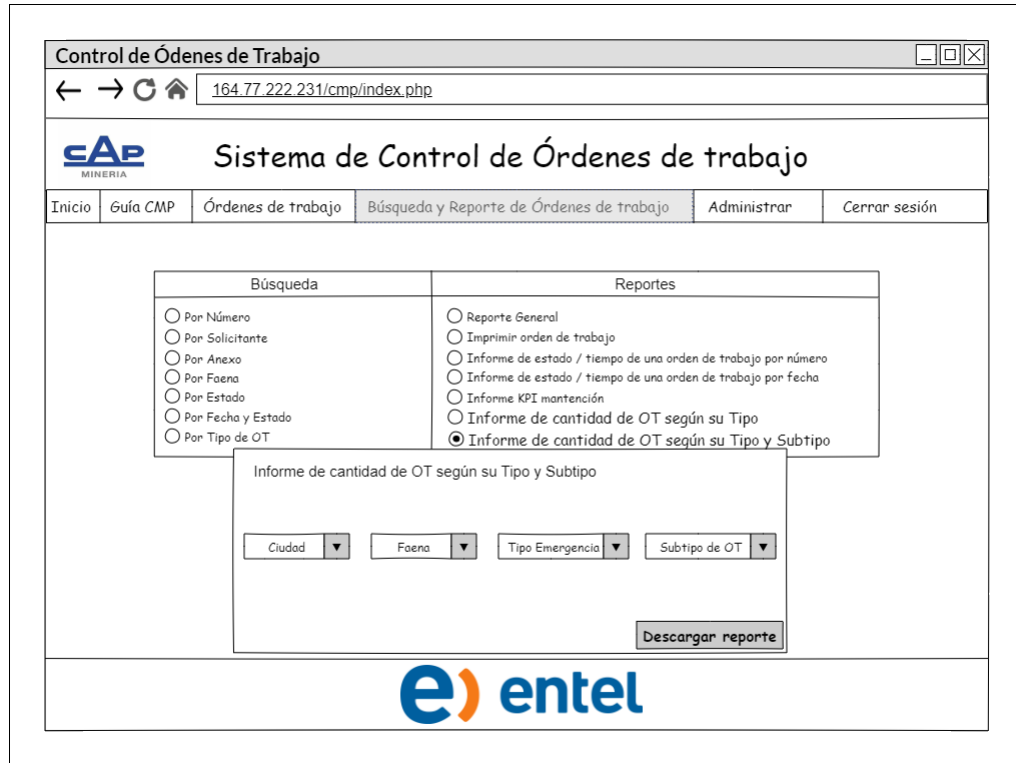 Control de Ódenes de Trabajo
164.77.222.231/cmp/index.php
CAP
MINERIA
Sistema de Control de Órdenes de trabajo
Inicio
Guía CMP
Órdenes de trabajo
Búsqueda y Reporte de Órdenes de trabajo
Administrar
Cerrar sesión
Búsqueda
Por Número
Por Solicitante
Por Anexo
Por Faena
Por Estado
Por Fecha y Estado
Por Tipo de OT
Reportes
Reporte General
Imprimir orden de trabajo
Informe de estado / tiempo de una orden de trabajo por número
Informe de estado / tiempo de una orden de trabajo por fecha
Informe KPI mantención
Informe de cantidad de OT según su Tipo
Informe de cantidad de OT según su Tipo y Subtipo
Informe de cantidad de OT según su Tipo y Subtipo
Ciudad
Faena
Tipo Emergencia
Subtipo de OT
Descargar reporte
e) entel